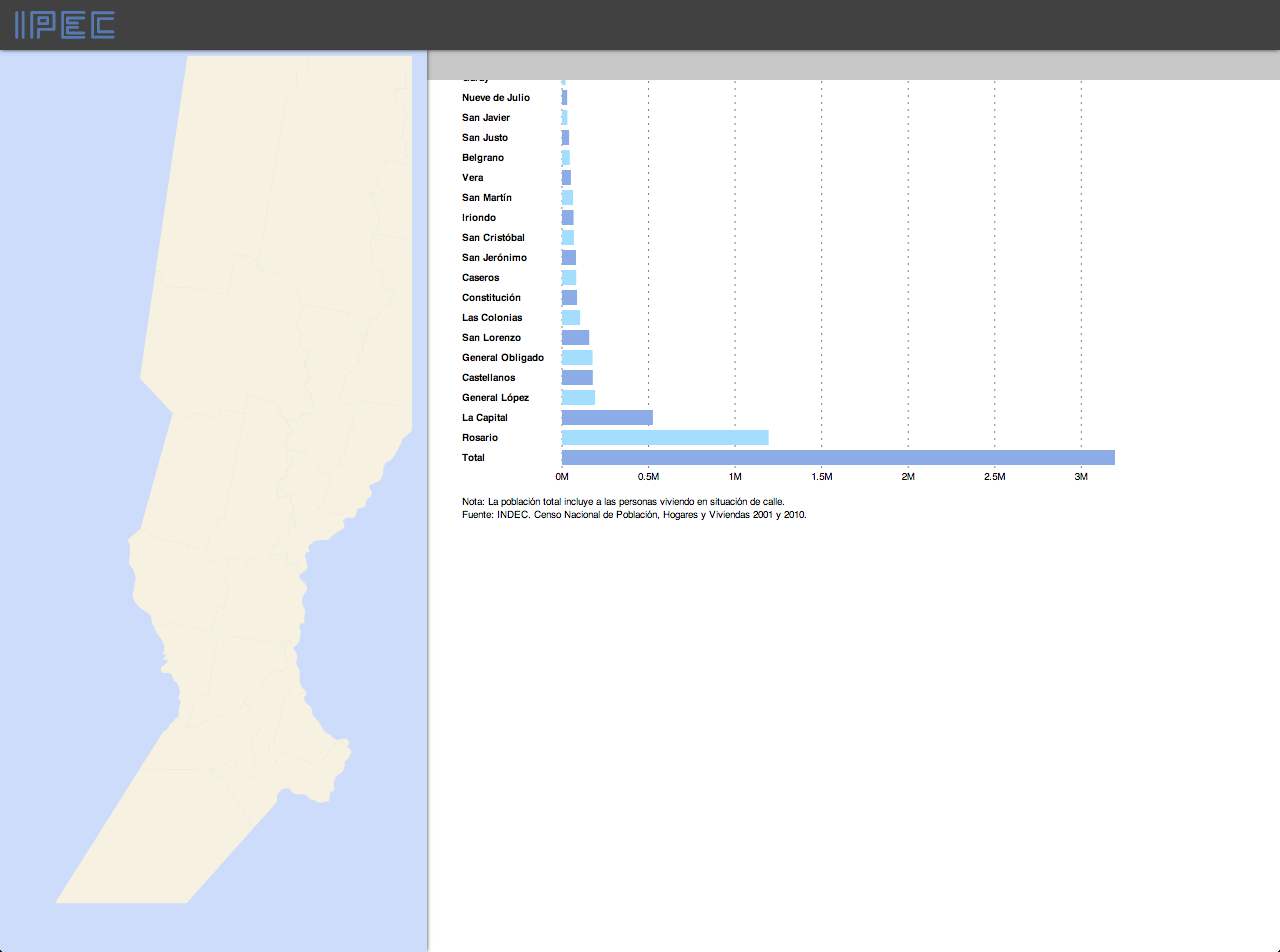 IPEC
Nueve de Julio
San Javier
San Justo
Belgrano
Vera
San Martín
Iriondo
San Cristóbal
San Jerónimo
Caseros
Constitución
Las Colonias
San Lorenzo
General Obligado
Castellanos
General López
La Capital
Rosario
Total
0M 0.5M 1M 1.5M 2M 2.5M 3M
Nota: La población total incluye a las personas viviendo en situación de calle.
Fuente: INDEC. Censo Nacional de Población, Hogares y Viviendas 2001 y 2010.